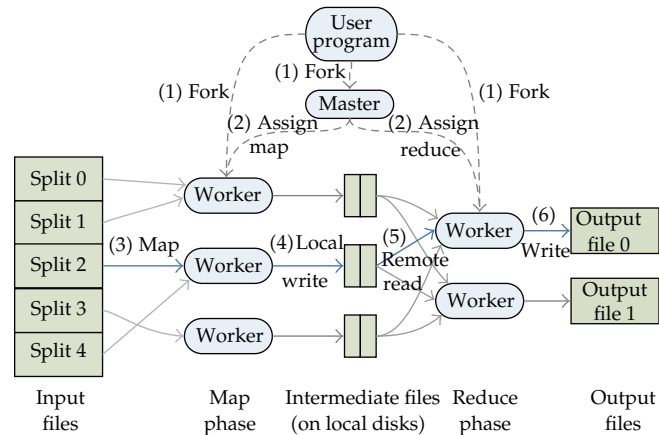 User
program
(1) Fork
(1) Fork
(1) Fork
Master
(2) Assign
map
(2) Assign
reduce
Split 0
Split 1
Split 2
Split 3
Split 4
Worker
Worker
Worker
(3) Map
(4) Local
write
(5)
Remote
read
Worker
Worker
(6)
Write
Output
file 0
Output
file 1
Input
files
Map
phase
Intermediate files
(on local disks)
Reduce
phase
Output
files